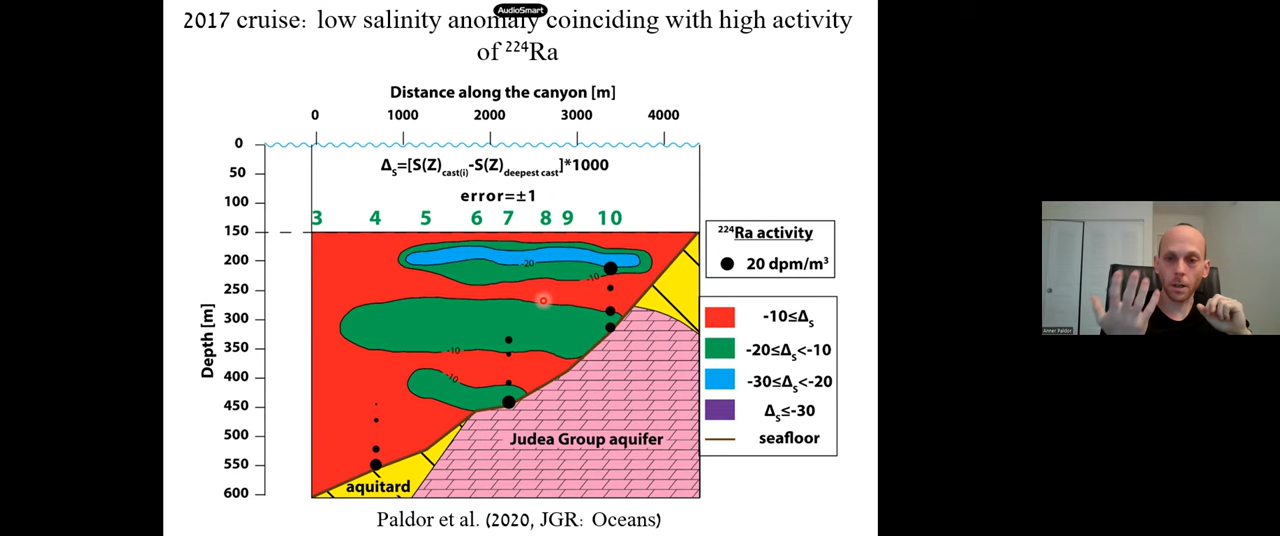 AudioSmart
2017 cruise: low salinity anomaly coinciding with high activity
of ²²⁴Ra
Distance along the canyon [m]
0 1000 2000 3000 4000
Depth [m]
0
50
100
150
200
250
300
350
400
450
500
550
600
Δs=[S(Z)cast(i)-S(Z)deepest cast]*1000
error=±1
3 4 5 6 7 8 9 10
-20
-10
-10
-10
Judea Group aquifer
aquitard
²²⁴Ra activity
20 dpm/m³
-10≤Δs
-20≤Δs<-10
-30≤Δs<-20
Δs≤-30
seafloor
Paldor et al. (2020, JGR: Oceans)
Anner Paldor